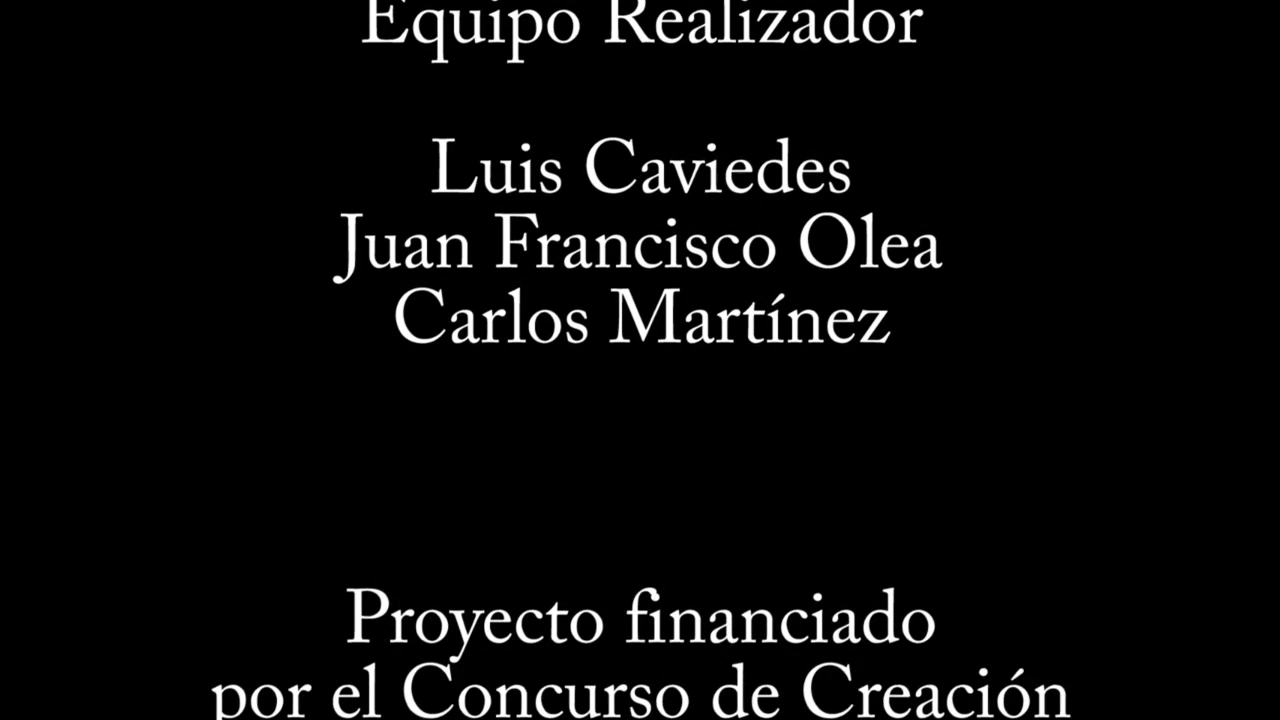 Equipo Realizador
Luis Caviedes
Juan Francisco Olea
Carlos Martínez
Proyecto financiado
por el Concurso de Creación